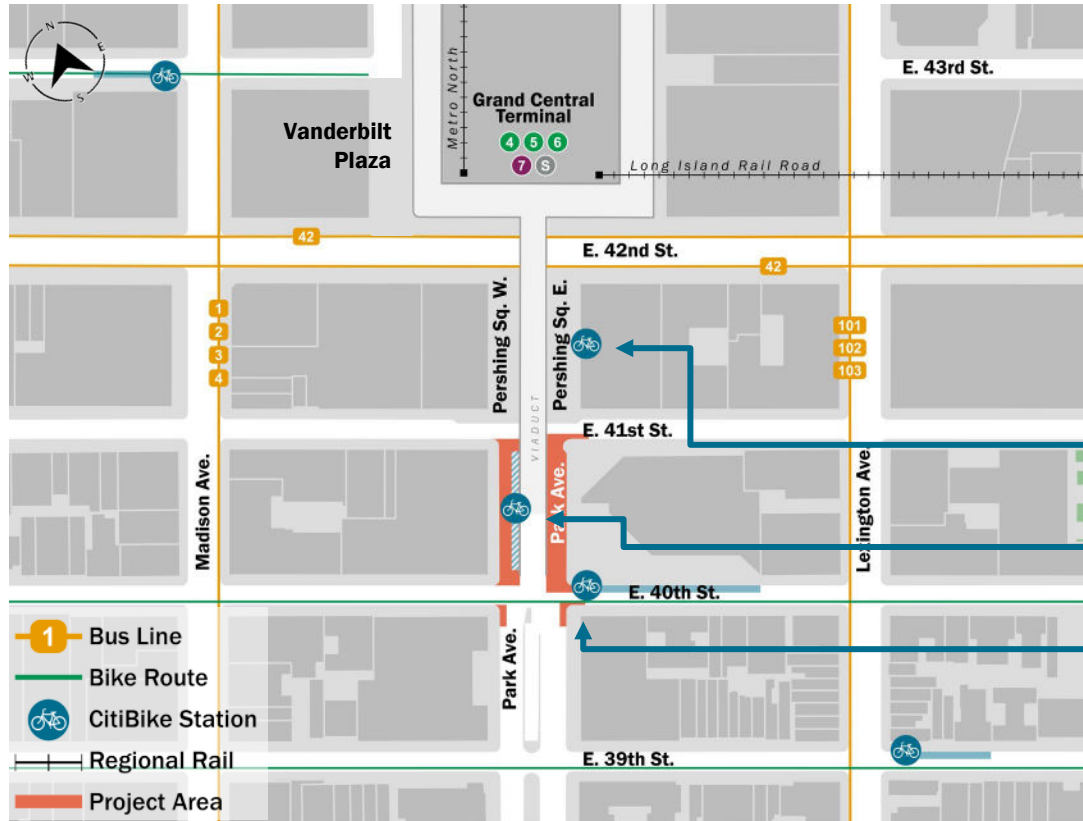 N
E
W
S
E. 43rd St.
Metro North
Grand Central
Terminal
4 5 6
7 S
Vanderbilt
Plaza
Long Island Rail Road
42
E. 42nd St.
42
1
2
3
4
Pershing Sq. W.
Pershing Sq. E.
101
102
103
VIADUCT
E. 41st St.
Madison Ave.
Park Ave.
Lexington Ave.
E. 40th St.
1 Bus Line
Bike Route
CitiBike Station
Regional Rail
Project Area
Park Ave.
E. 39th St.